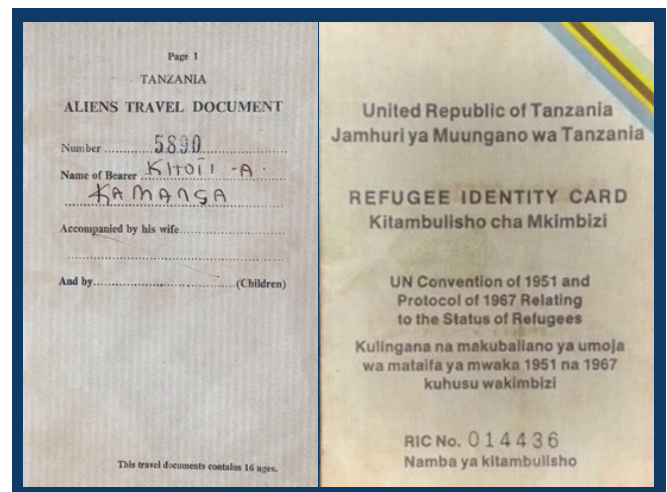 Page 1
TANZANIA
ALIENS TRAVEL DOCUMENT
Number ..........5890..........
Name of Bearer KITOTI -A.
KAMANGA
Accompanied by his wife..........................
................................................................
And by....................................(Children)
This travel documents contains 16 ages.
United Republic of Tanzania
Jamhuri ya Muungano wa Tanzania
REFUGEE IDENTITY CARD
Kitambulisho cha Mkimbizi
UN Convention of 1951 and
Protocol of 1967 Relating
to the Status of Refugees
Kulingana na makubaliano ya umoja
wa mataifa ya mwaka 1951 na 1967
kuhusu wakimbizi
RIC No. 014436
Namba ya kitambulisho